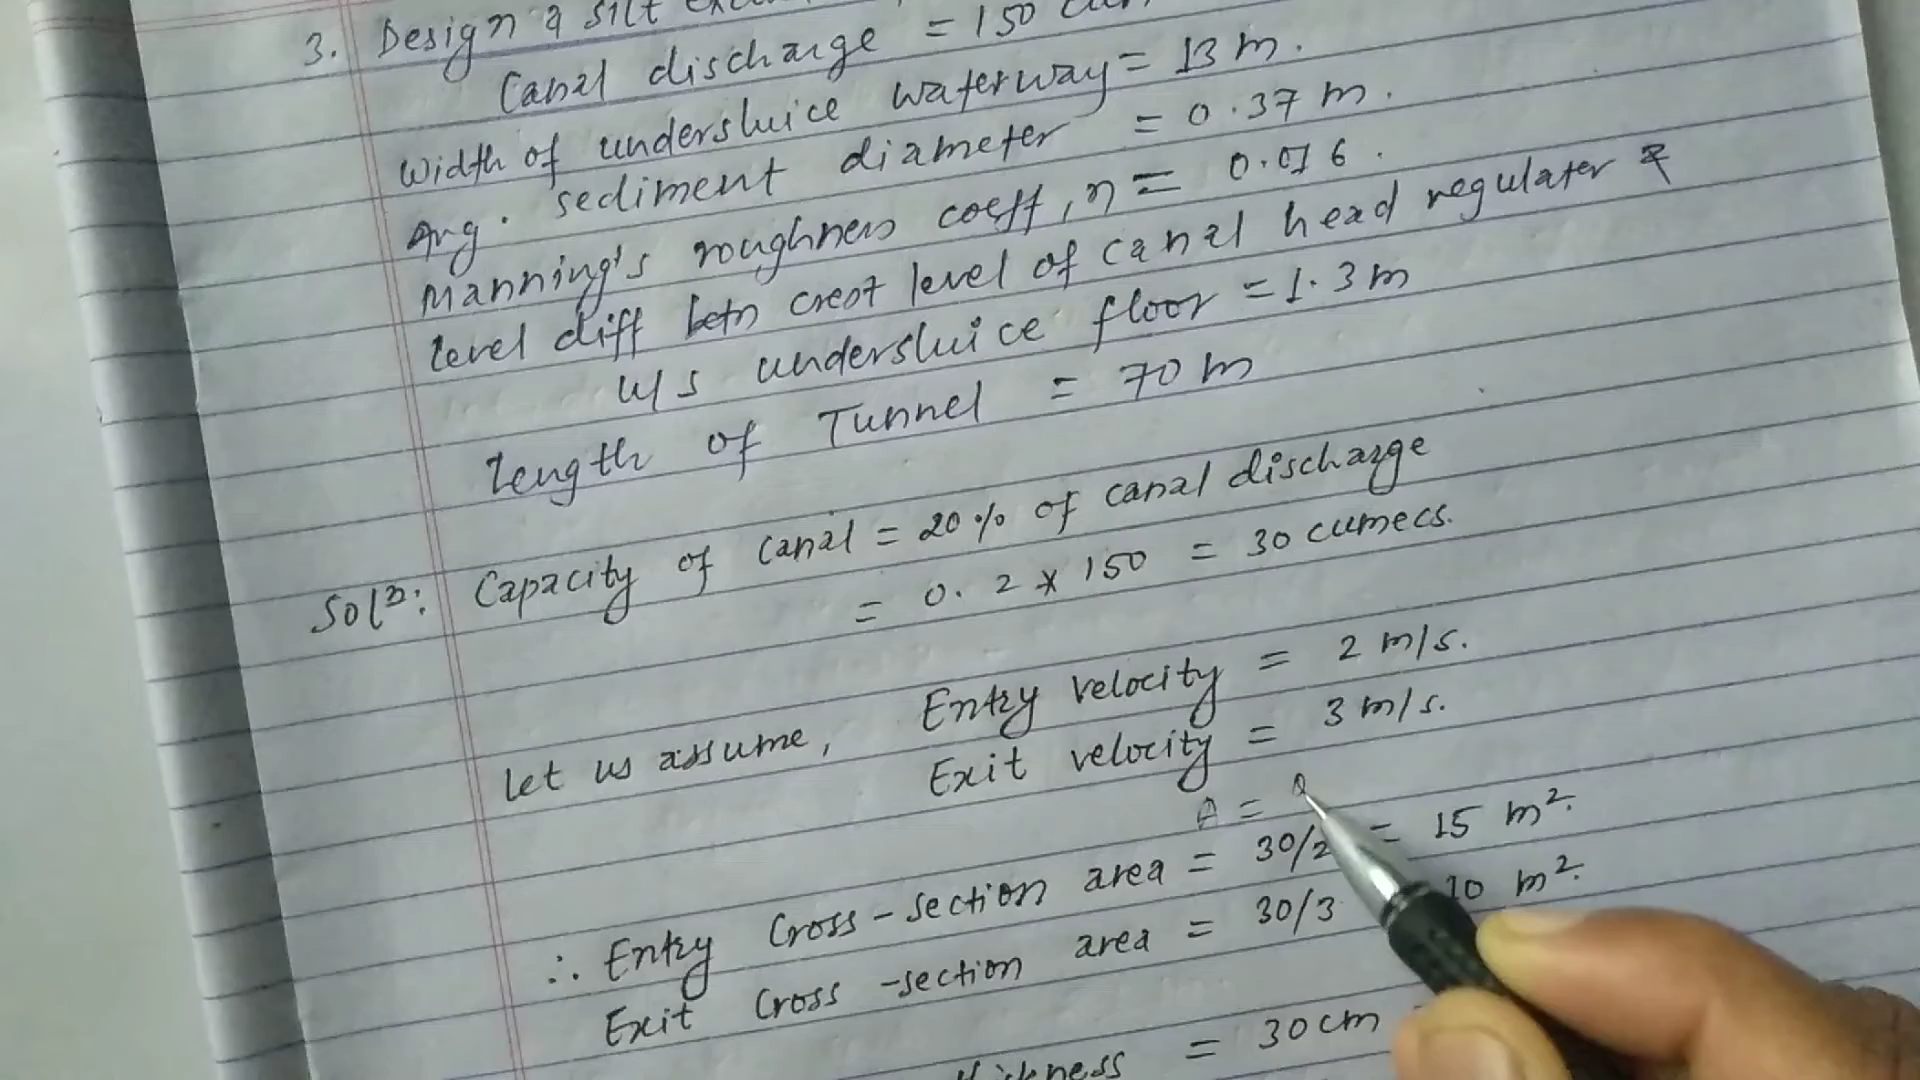 3. Design a silt
Canal discharge = 150
Width of undersluice waterway = 13 m.
Avg. sediment diameter = 0.37 m.
Manning's roughness coeff, n = 0.016.
Level diff betn crest level of canal head regulater &
u/s undersluice floor = 1.3 m
Length of Tunnel = 70 m
Soln: Capacity of canal = 20% of canal discharge
= 0.2 * 150 = 30 cumecs.
Let us assume, Entry velocity = 2 m/s.
Exit velocity = 3 m/s.
A =
∴ Entry Cross-section area = 30/2 = 15 m².
Exit Cross-section area = 30/3 10 m².
= 30 cm